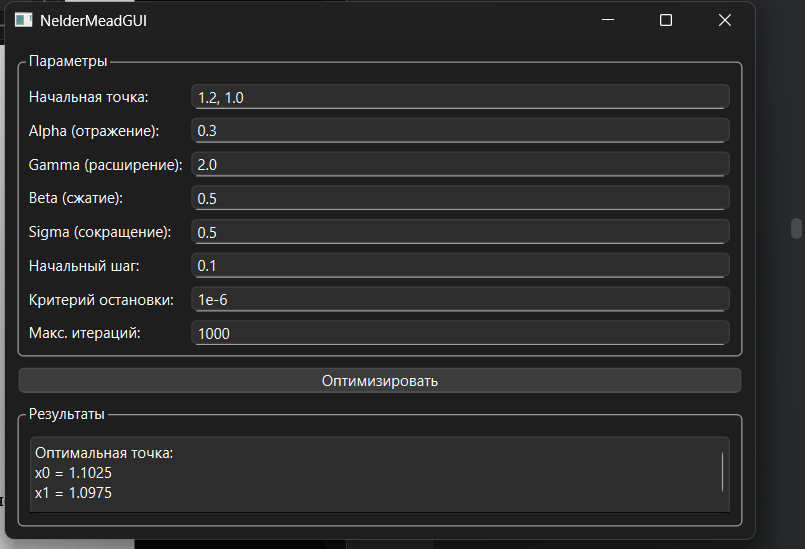 NelderMeadGUI
Параметры
Начальная точка: 1.2, 1.0
Alpha (отражение): 0.3
Gamma (расширение): 2.0
Beta (сжатие): 0.5
Sigma (сокращение): 0.5
Начальный шаг: 0.1
Критерий остановки: 1e-6
Макс. итераций: 1000
Оптимизировать
Результаты
Оптимальная точка:
x0 = 1.1025
x1 = 1.0975